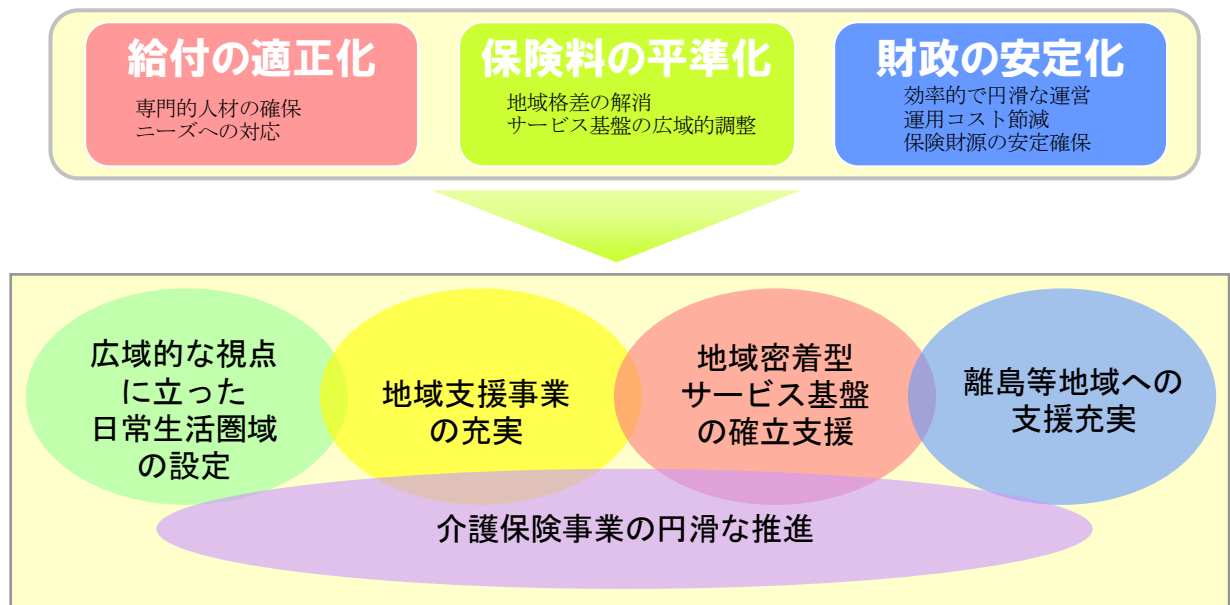 給付の適正化
専門的人材の確保
ニーズへの対応
保険料の平準化
地域格差の解消
サービス基盤の広域的調整
財政の安定化
効率的で円滑な運営
運用コスト節減
保険財源の安定確保
広域的な視点
に立った
日常生活圏域
の設定
地域支援事業
の充実
地域密着型
サービス基盤
の確立支援
離島等地域への
支援充実
介護保険事業の円滑な推進